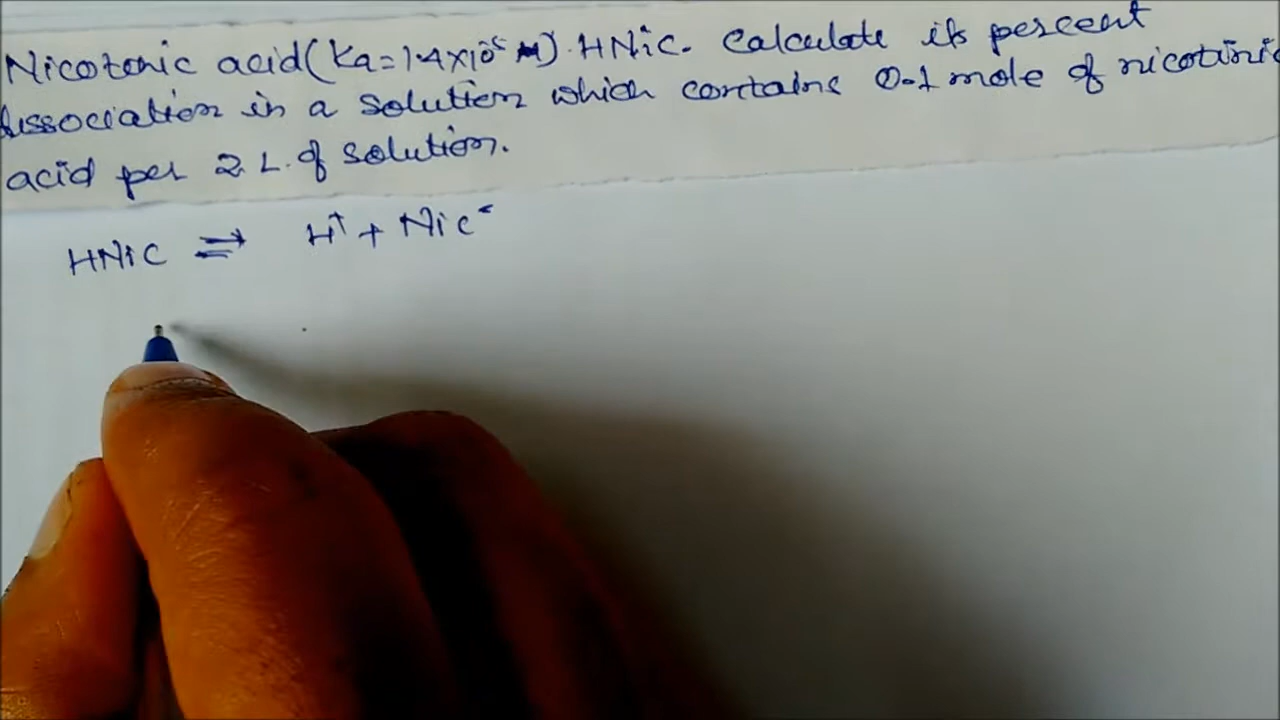 Nicotonic acid (Ka=1.4×10⁻⁵ M) HNiC. Calculate its percent
dissociation in a solution which contains 0.1 mole of nicotinic
acid per 2 L. of solution.
HNiC ⇌ H⁺ + Nic⁻